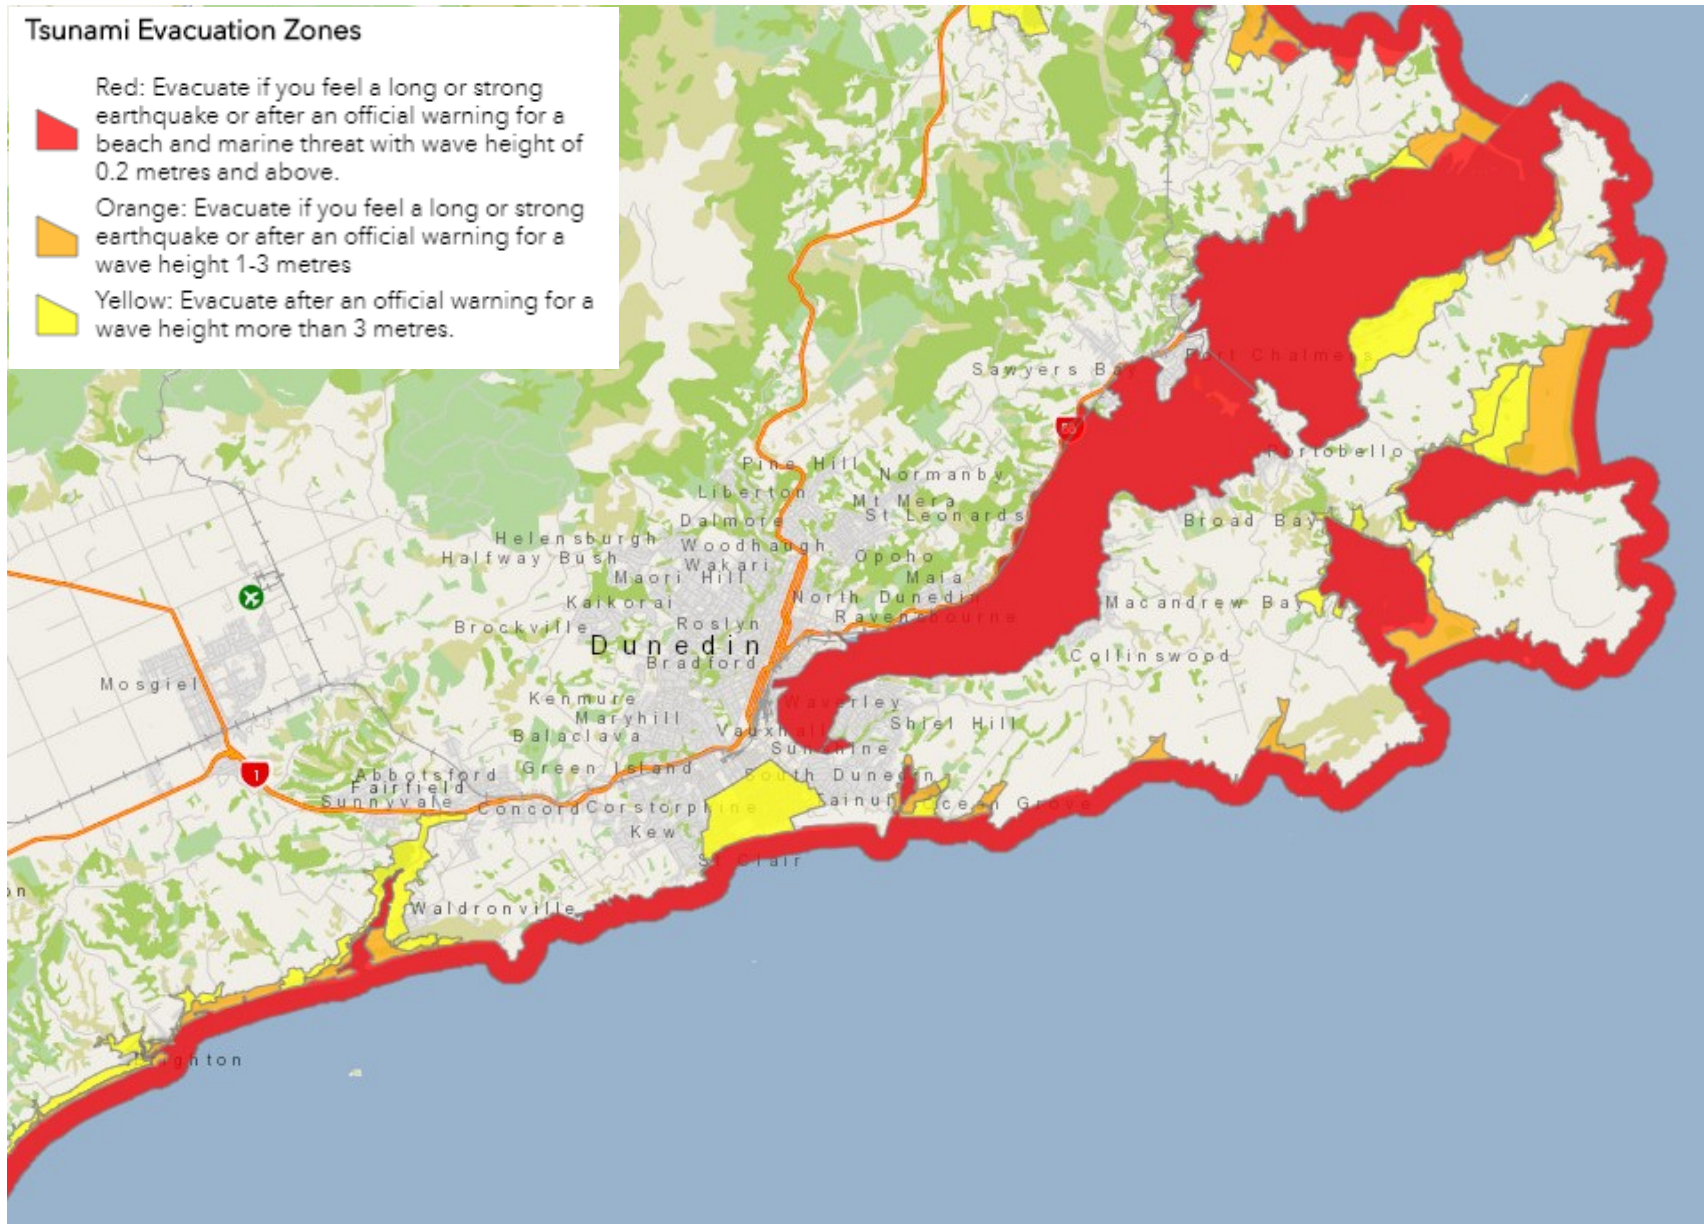 Tsunami Evacuation Zones
Red: Evacuate if you feel a long or strong
earthquake or after an official warning for a
beach and marine threat with wave height of
0.2 metres and above.
Orange: Evacuate if you feel a long or strong
earthquake or after an official warning for a
wave height 1-3 metres
Yellow: Evacuate after an official warning for a
wave height more than 3 metres.
Port Chalmers
Sawyers Bay
88
Portobello
Pine Hill
Normanby
Liberton
Mt Mera
St Leonards
Dalmore
Broad Bay
Helensburgh
Woodhaugh
Halfway Bush
Wakari
Opoho
Maori Hill
Maia
Kaikorai
North Dunedin
Macandrew Bay
Ravensbourne
Brockville
Roslyn
Dunedin
Bradford
Collinswood
Mosgiel
Kenmure
Waverley
Maryhill
Shiel Hill
Balaclava
Vauxhall
Sunshine
Green Island
1
Abbotsford
South Dunedin
Fairfield
Sunnyvale
Concord
Corstorphine
Tainui
Ocean Grove
Kew
St Clair
Waldronville